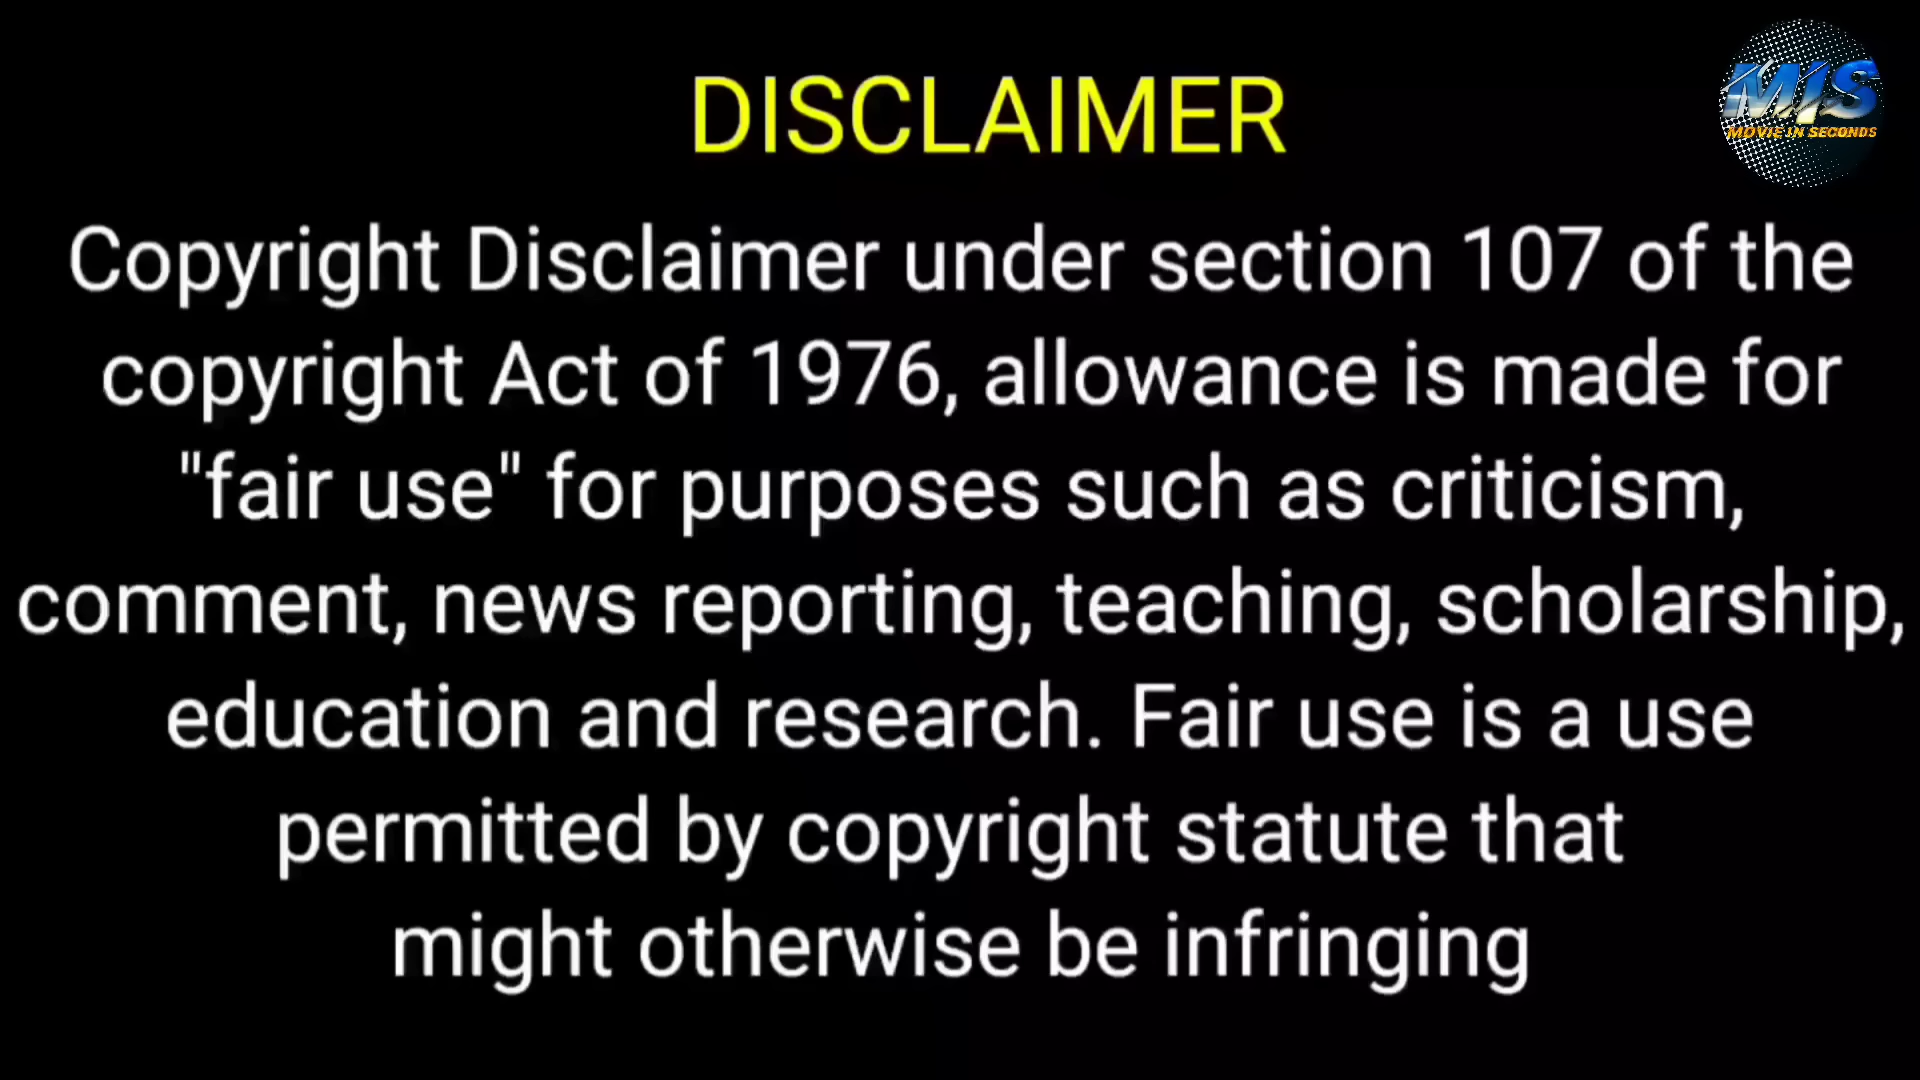 DISCLAIMER
MIS
MOVIE IN SECONDS
Copyright Disclaimer under section 107 of the
copyright Act of 1976, allowance is made for
"fair use" for purposes such as criticism,
comment, news reporting, teaching, scholarship,
education and research. Fair use is a use
permitted by copyright statute that
might otherwise be infringing